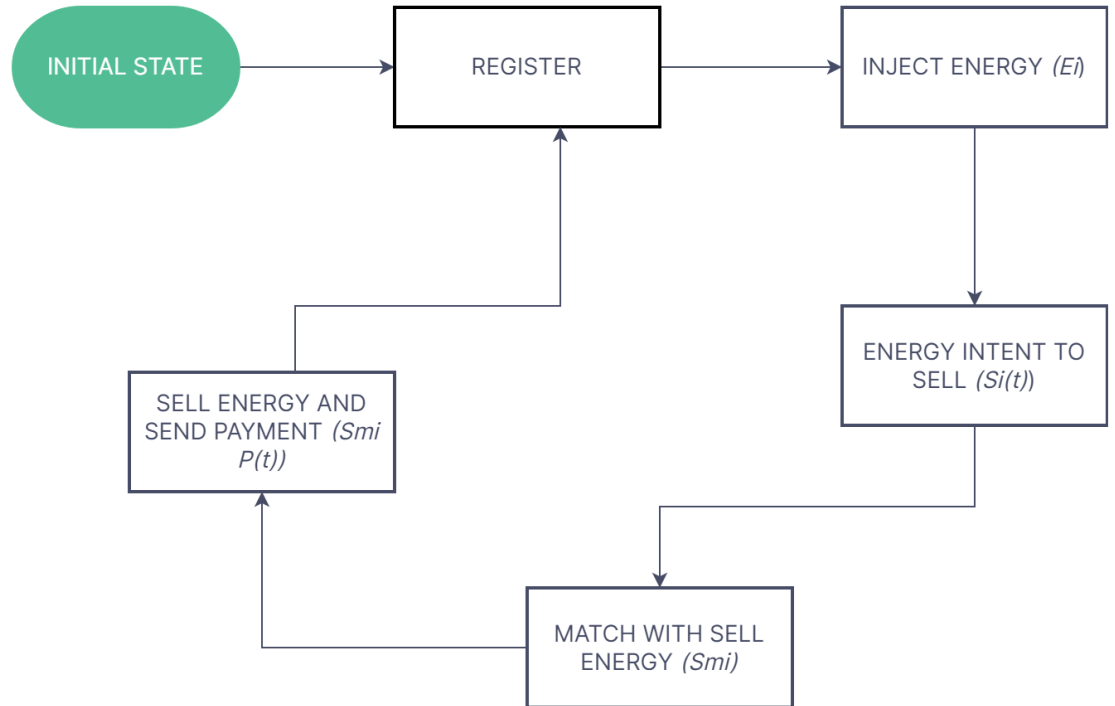 INITIAL STATE
REGISTER
INJECT ENERGY (Ei)
ENERGY INTENT TO
SELL (Si(t))
MATCH WITH SELL
ENERGY (Smi)
SELL ENERGY AND
SEND PAYMENT (Smi
P(t))